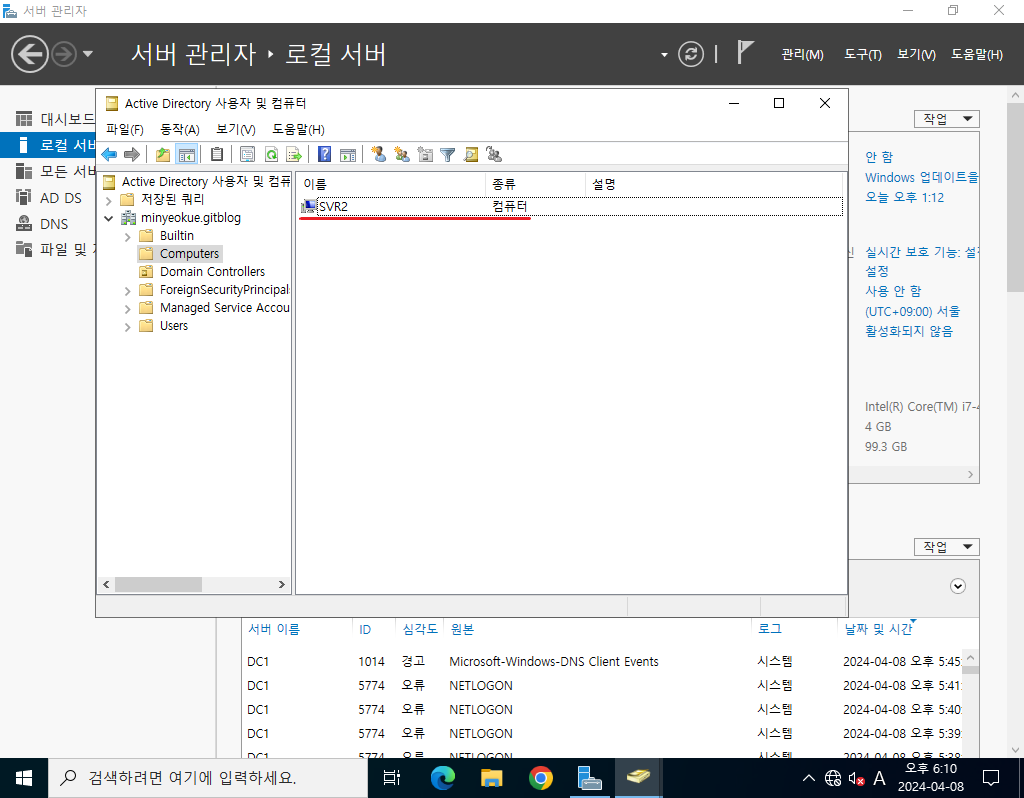 서버 관리자
서버 관리자 ‣ 로컬 서버
관리(M) 도구(T) 보기(V) 도움말(H)
대시보드
로컬 서버
모든 서버
AD DS
DNS
파일 및
Active Directory 사용자 및 컴퓨터
파일(F) 동작(A) 보기(V) 도움말(H)
Active Directory 사용자 및 컴퓨
저장된 쿼리
minyeokue.gitblog
Builtin
Computers
Domain Controllers
ForeignSecurityPrincipal
Managed Service Accou
Users
이름 종류 설명
SVR2 컴퓨터
작업
안 함
Windows 업데이트을
오늘 오후 1:12
실시간 보호 기능: 설정
설정
사용 안 함
(UTC+09:00) 서울
활성화되지 않음
Intel(R) Core(TM) i7-4
4 GB
99.3 GB
작업
서버 이름 ID 심각도 원본 로그 날짜 및 시간
DC1 1014 경고 Microsoft-Windows-DNS Client Events 시스템 2024-04-08 오후 5:45:
DC1 5774 오류 NETLOGON 시스템 2024-04-08 오후 5:41:
DC1 5774 오류 NETLOGON 시스템 2024-04-08 오후 5:40:
DC1 5774 오류 NETLOGON 시스템 2024-04-08 오후 5:39:
DC1 5774 오류 NETLOGON 시스템 2024-04-08 오후 5:38:
검색하려면 여기에 입력하세요.
A
오후 6:10
2024-04-08